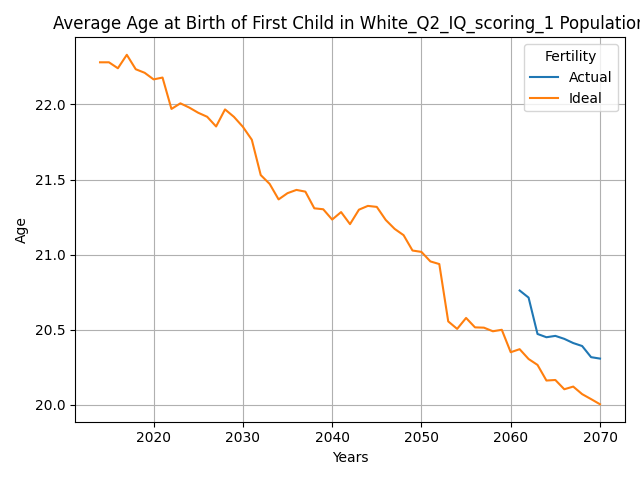 Average Age at Birth of First Child in White_Q2_IQ_scoring_1 Population
Fertility
Actual
Ideal
22.0
21.5
21.0
20.5
20.0
Age
2020 2030 2040 2050 2060 2070
Years